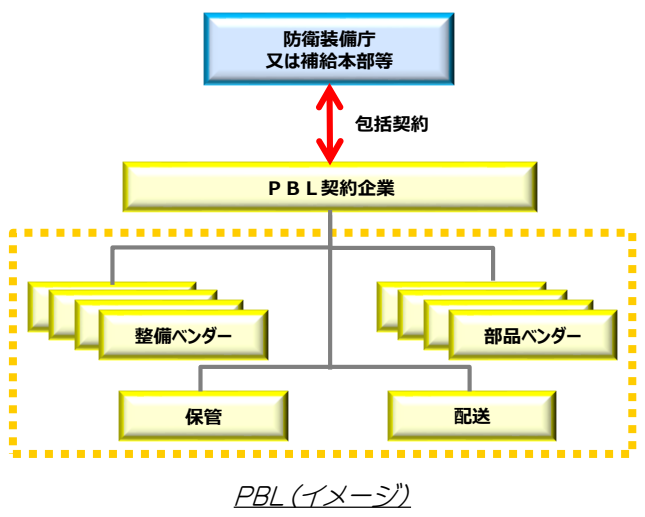 防衛装備庁
又は補給本部等
包括契約
ＰＢＬ契約企業
整備ベンダー
部品ベンダー
保管
配送
PBL（イメージ）